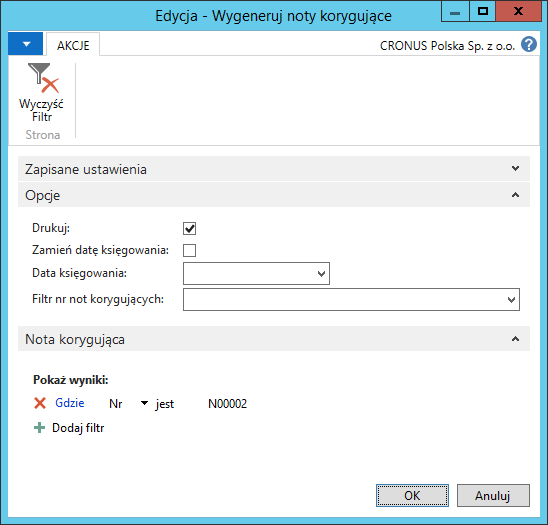 Edycja - Wygeneruj noty korygujące
AKCJE
CRONUS Polska Sp. z o.o.
?
Wyczyść
Filtr
Strona
Zapisane ustawienia
Opcje
Drukuj:
Zamień datę księgowania:
Data księgowania:
Filtr nr not korygujących:
Nota korygująca
Pokaż wyniki:
Gdzie Nr jest N00002
Dodaj filtr
OK Anuluj